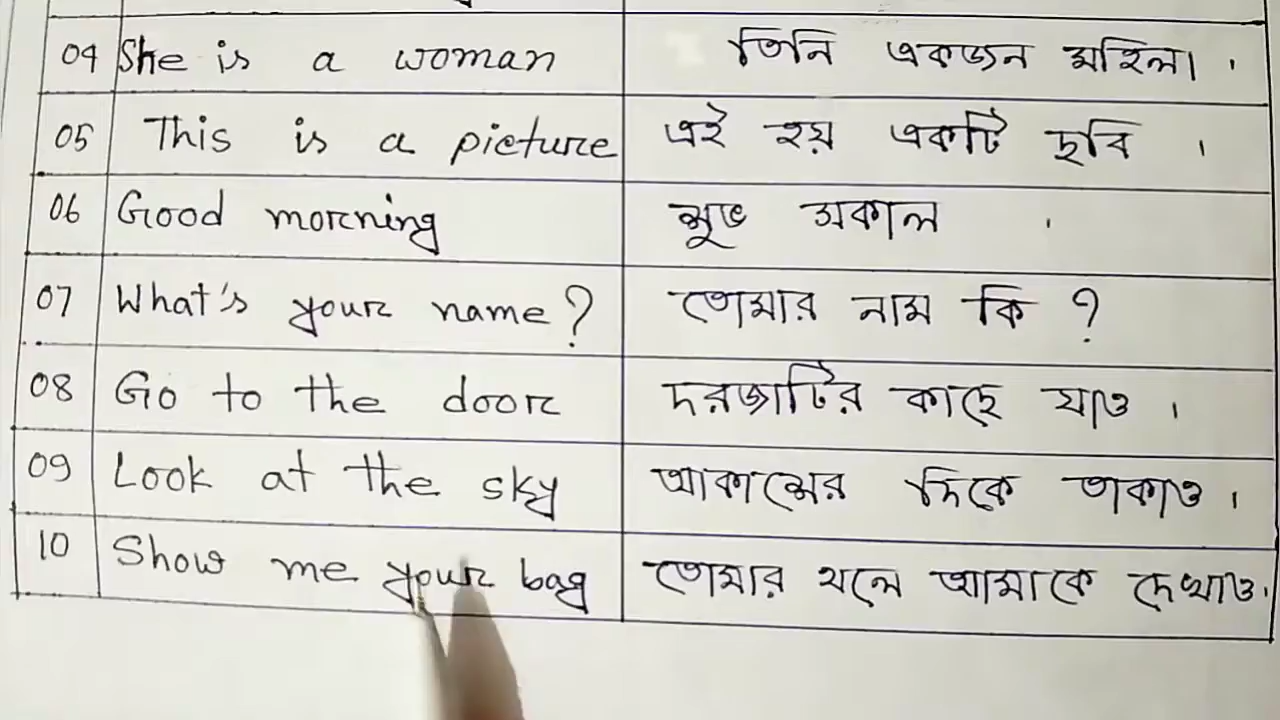 04 She is a woman তিনি একজন মহিলা।
05 This is a picture এই হয় একটি ছবি ।
06 Good morning শুভ সকাল ।
07 What's your name? তোমার নাম কি ?
08 Go to the door দরজাটির কাছে যাও ।
09 Look at the sky আকাশের দিকে তাকাও ।
10 Show me your bag তোমার থলে আমাকে দেখাও।